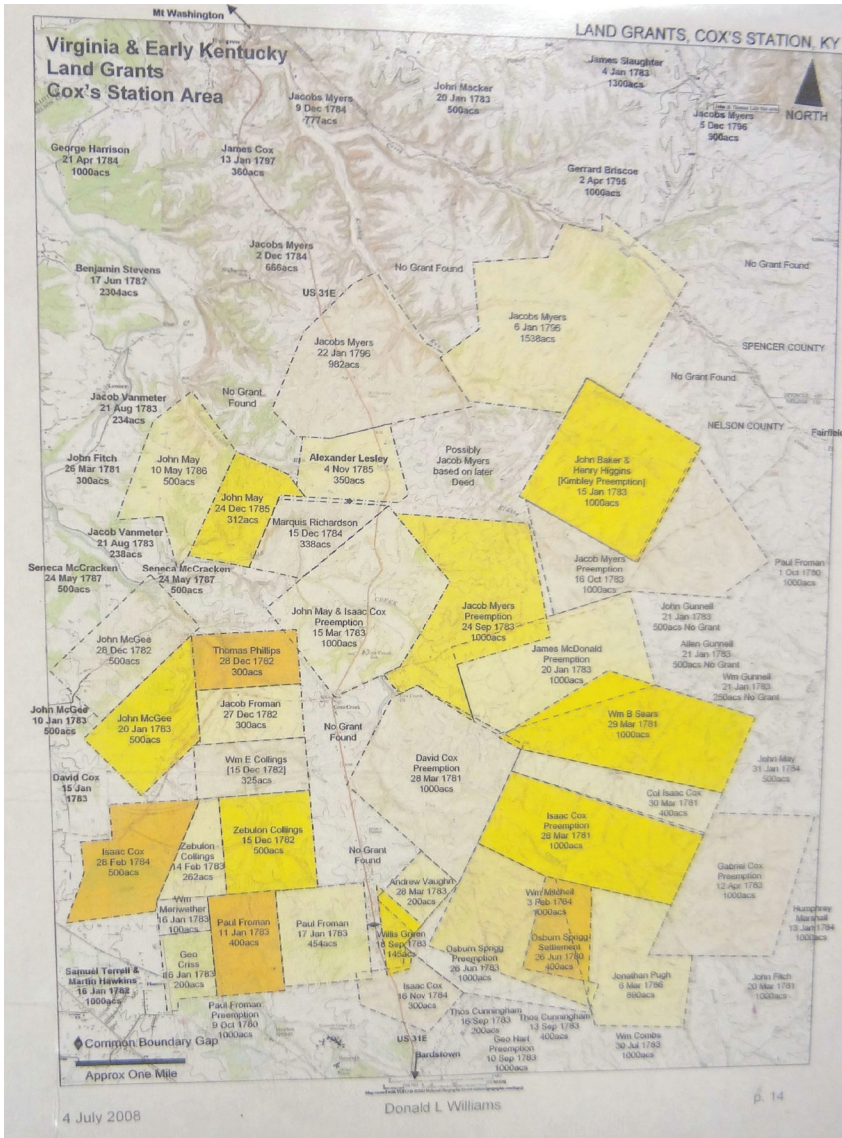 Mt Washington
LAND GRANTS, COX'S STATION, KY
Virginia & Early Kentucky
Land Grants
Cox's Station Area
NORTH
James Slaughter
4 Jan 1783
1300acs
John Mocker
20 Jan 1783
500acs
Jacobs Myers
9 Dec 1784
777acs
Jacobs Myers
5 Dec 1796
900acs
George Harrison
21 Apr 1784
1000acs
James Cox
13 Jan 1797
360acs
Gerrard Briscoe
2 Apr 1795
1000acs
Jacobs Myers
2 Dec 1784
666acs
No Grant Found
No Grant Found
Benjamin Stevens
17 Jun 1787
2304acs
US 31E
Jacobs Myers
6 Jan 1796
1538acs
Jacobs Myers
22 Jan 1796
982acs
SPENCER COUNTY
No Grant Found
No Grant
Found
Jacob Vanmeter
21 Aug 1783
234acs
NELSON COUNTY
Fairfield
John Fitch
26 Mar 1781
300acs
John May
10 May 1786
500acs
Alexander Lesley
4 Nov 1785
350acs
Possibly
Jacob Myers
based on later
Deed
John Baker &
Henry Higgins
[Kimbley Preemption]
15 Jan 1783
1000acs
John May
24 Dec 1785
312acs
Marquis Richardson
15 Dec 1784
338acs
Jacob Vanmeter
21 Aug 1783
238acs
Seneca McCracken
24 May 1787
500acs
Seneca McCracken
24 May 1787
500acs
Jacob Myers
Preemption
16 Oct 1783
1000acs
Paul Froman
1 Oct 1780
1000acs
John May & Isaac Cox
Preemption
15 Mar 1783
1000acs
CREEK
Jacob Myers
Preemption
24 Sep 1783
1000acs
John Gunnell
21 Jan 1783
500acs No Grant
John McGee
28 Dec 1782
500acs
Thomas Phillips
28 Dec 1782
300acs
James McDonald
Preemption
20 Jan 1783
1000acs
Allen Gunnell
21 Jan 1783
500acs No Grant
Wm Gunnell
21 Jan 1783
250acs No Grant
John McGee
10 Jan 1783
500acs
John McGee
20 Jan 1783
500acs
Jacob Froman
27 Dec 1782
300acs
No Grant
Found
Wm B Sears
29 Mar 1781
1000acs
Wm E Collings
[15 Dec 1782]
325acs
David Cox
Preemption
28 Mar 1781
1000acs
John May
31 Jan 1784
500acs
David Cox
15 Jan
1783
Col Isaac Cox
30 Mar 1781
400acs
Isaac Cox
26 Feb 1784
500acs
Zebulon
Collings
14 Feb 1783
262acs
Zebulon Collings
15 Dec 1782
500acs
Isaac Cox
Preemption
28 Mar 1781
1000acs
No Grant
Found
Gabriel Cox
Preemption
12 Apr 1783
1000acs
Andrew Vaughn
28 Mar 1783
200acs
Wm Mitchell
3 Feb 1784
1000acs
Wm
Meriwether
16 Jan 1783
100acs
Paul Froman
11 Jan 1783
400acs
Paul Froman
17 Jan 1783
454acs
Willis Green
18 Sep 1783
145acs
Humphrey
Marshall
13 Jan 1784
1000acs
Osburn Sprigg
Preemption
26 Jun 1783
1000acs
Osburn Sprigg
Settlement
26 Jun 1780
400acs
Geo
Criss
16 Jan 1783
200acs
Samuel Terrell &
Martin Hawkins
16 Jan 1782
1000acs
Isaac Cox
16 Nov 1784
300acs
Jonathan Pugh
6 Mar 1786
890acs
John Fitch
20 Mar 1781
1000acs
Paul Froman
Preemption
9 Oct 1780
1000acs
Thos Cunningham
16 Sep 1783
200acs
Thos Cunningham
13 Sep 1783
400acs
Geo Hart
Preemption
10 Sep 1783
1000acs
Wm Combs
30 Jul 1783
1000acs
Common Boundary Gap
US 31E
Bardstown
Approx One Mile
4 July 2008
Donald L Williams
p. 14